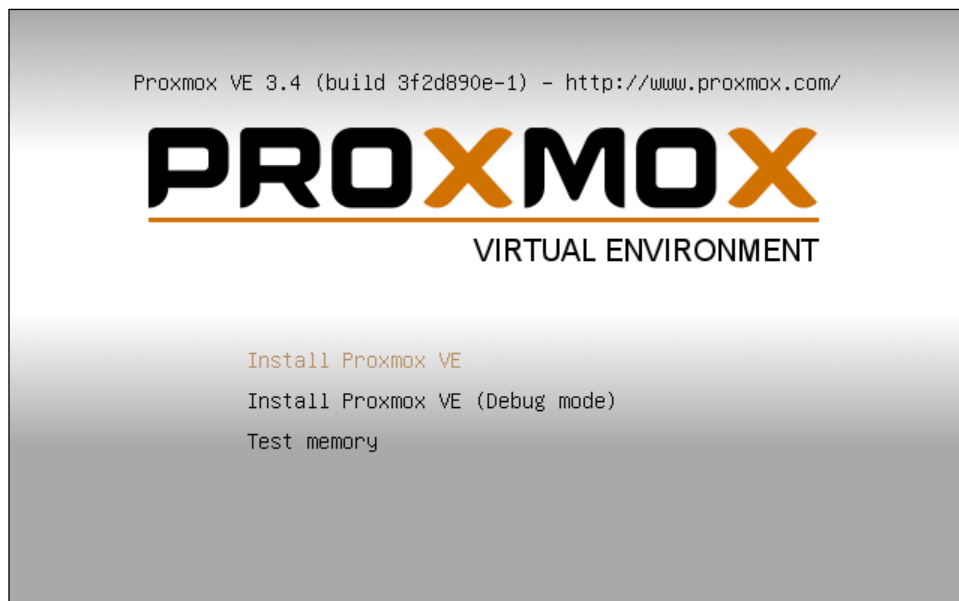 Proxmox VE 3.4 (build 3f2d890e-1) - http://www.proxmox.com/
PROXMOX
VIRTUAL ENVIRONMENT
Install Proxmox VE
Install Proxmox VE (Debug mode)
Test memory